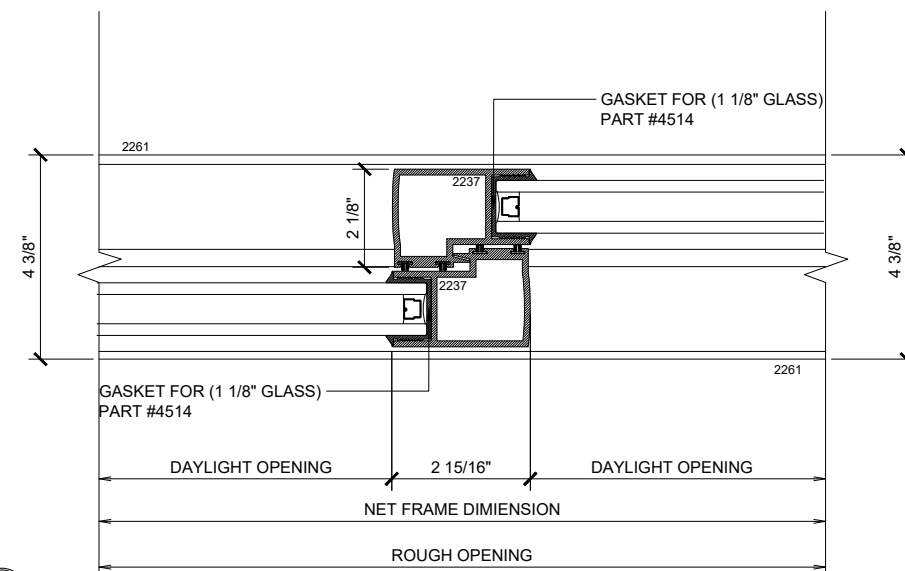 GASKET FOR (1 1/8" GLASS)
PART #4514
2261
2237
2 1/8"
4 3/8"
4 3/8"
2237
2261
GASKET FOR (1 1/8" GLASS)
PART #4514
DAYLIGHT OPENING
2 15/16"
DAYLIGHT OPENING
NET FRAME DIMIENSION
ROUGH OPENING